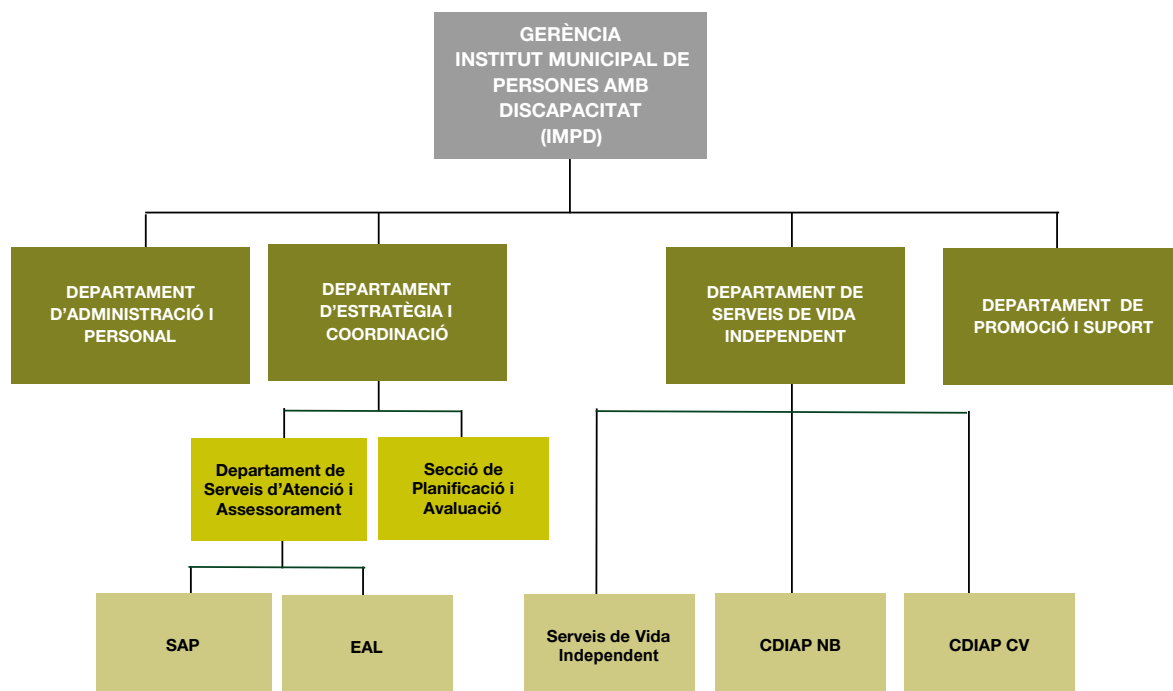 GERÈNCIA
INSTITUT MUNICIPAL DE
PERSONES AMB
DISCAPACITAT
(IMPD)
DEPARTAMENT
D'ADMINISTRACIÓ I
PERSONAL
DEPARTAMENT
D'ESTRATÈGIA I
COORDINACIÓ
DEPARTAMENT DE
SERVEIS DE VIDA
INDEPENDENT
DEPARTAMENT DE
PROMOCIÓ I SUPORT
Departament de
Serveis d’Atenció i
Assessorament
Secció de
Planificació i
Avaluació
SAP
EAL
Serveis de Vida
Independent
CDIAP NB
CDIAP CV